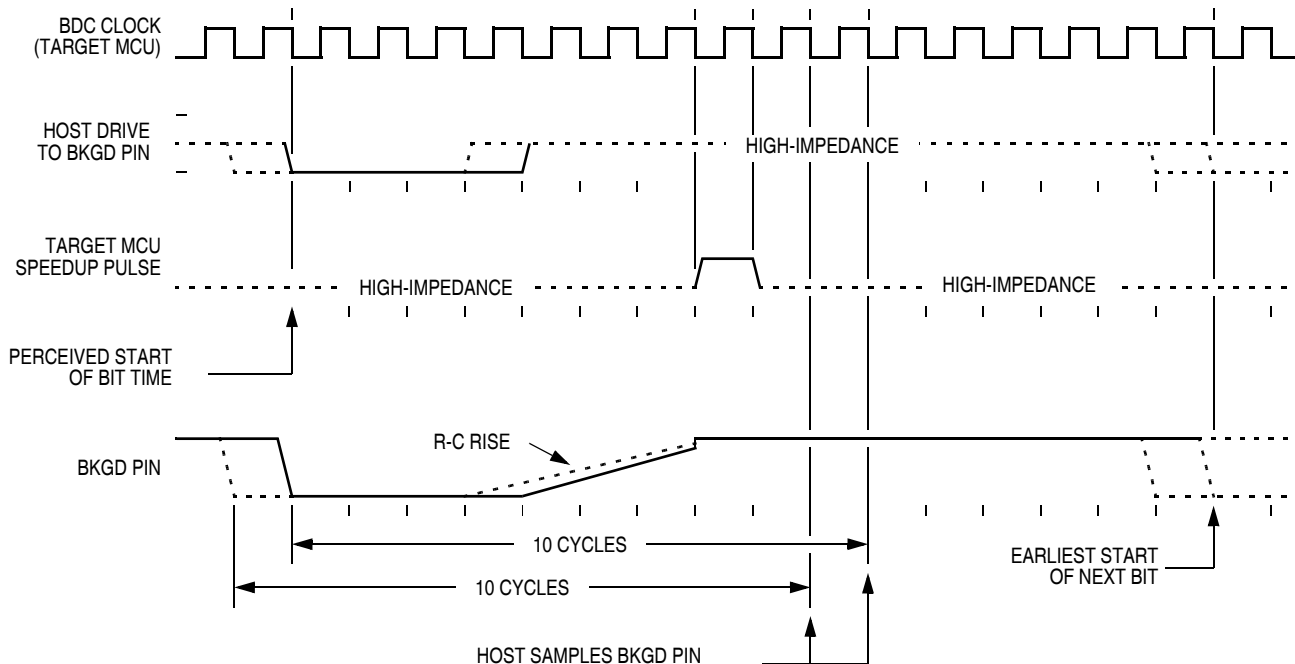 BDC CLOCK
(TARGET MCU)
HOST DRIVE
TO BKGD PIN
HIGH-IMPEDANCE
TARGET MCU
SPEEDUP PULSE
HIGH-IMPEDANCE
HIGH-IMPEDANCE
PERCEIVED START
OF BIT TIME
R-C RISE
BKGD PIN
10 CYCLES
EARLIEST START
OF NEXT BIT
10 CYCLES
HOST SAMPLES BKGD PIN